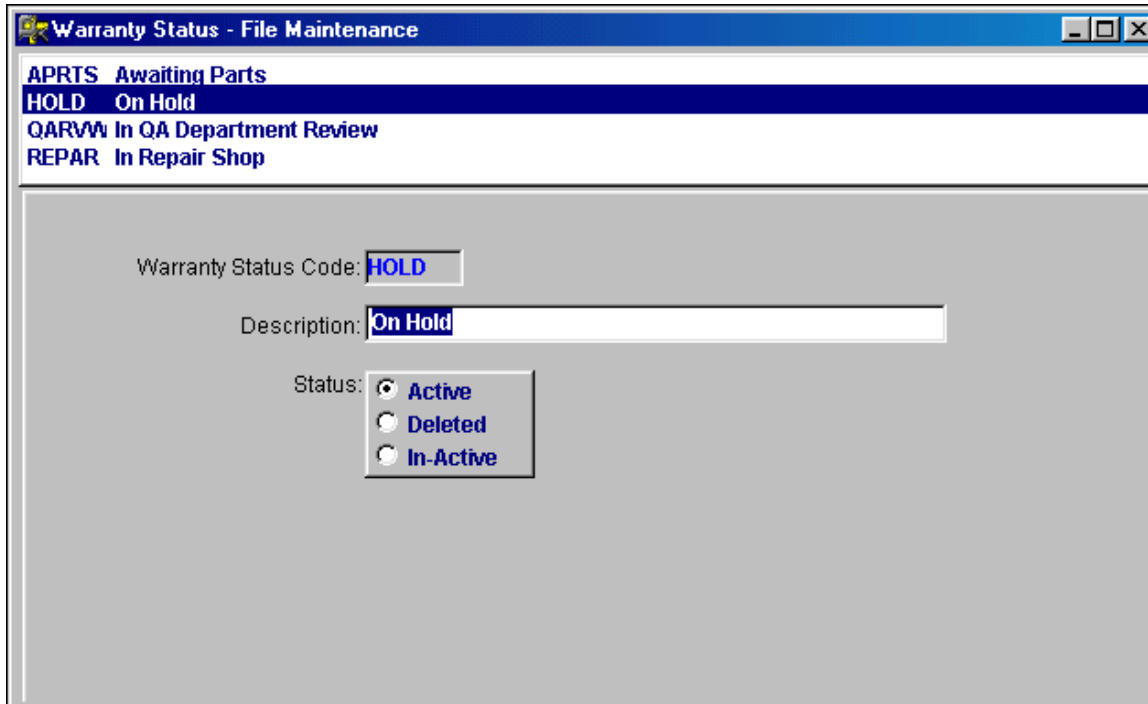 Warranty Status - File Maintenance
APRTS Awaiting Parts
HOLD On Hold
QARVW In QA Department Review
REPAR In Repair Shop
Warranty Status Code: HOLD
Description: On Hold
Status: Active
Deleted
In-Active